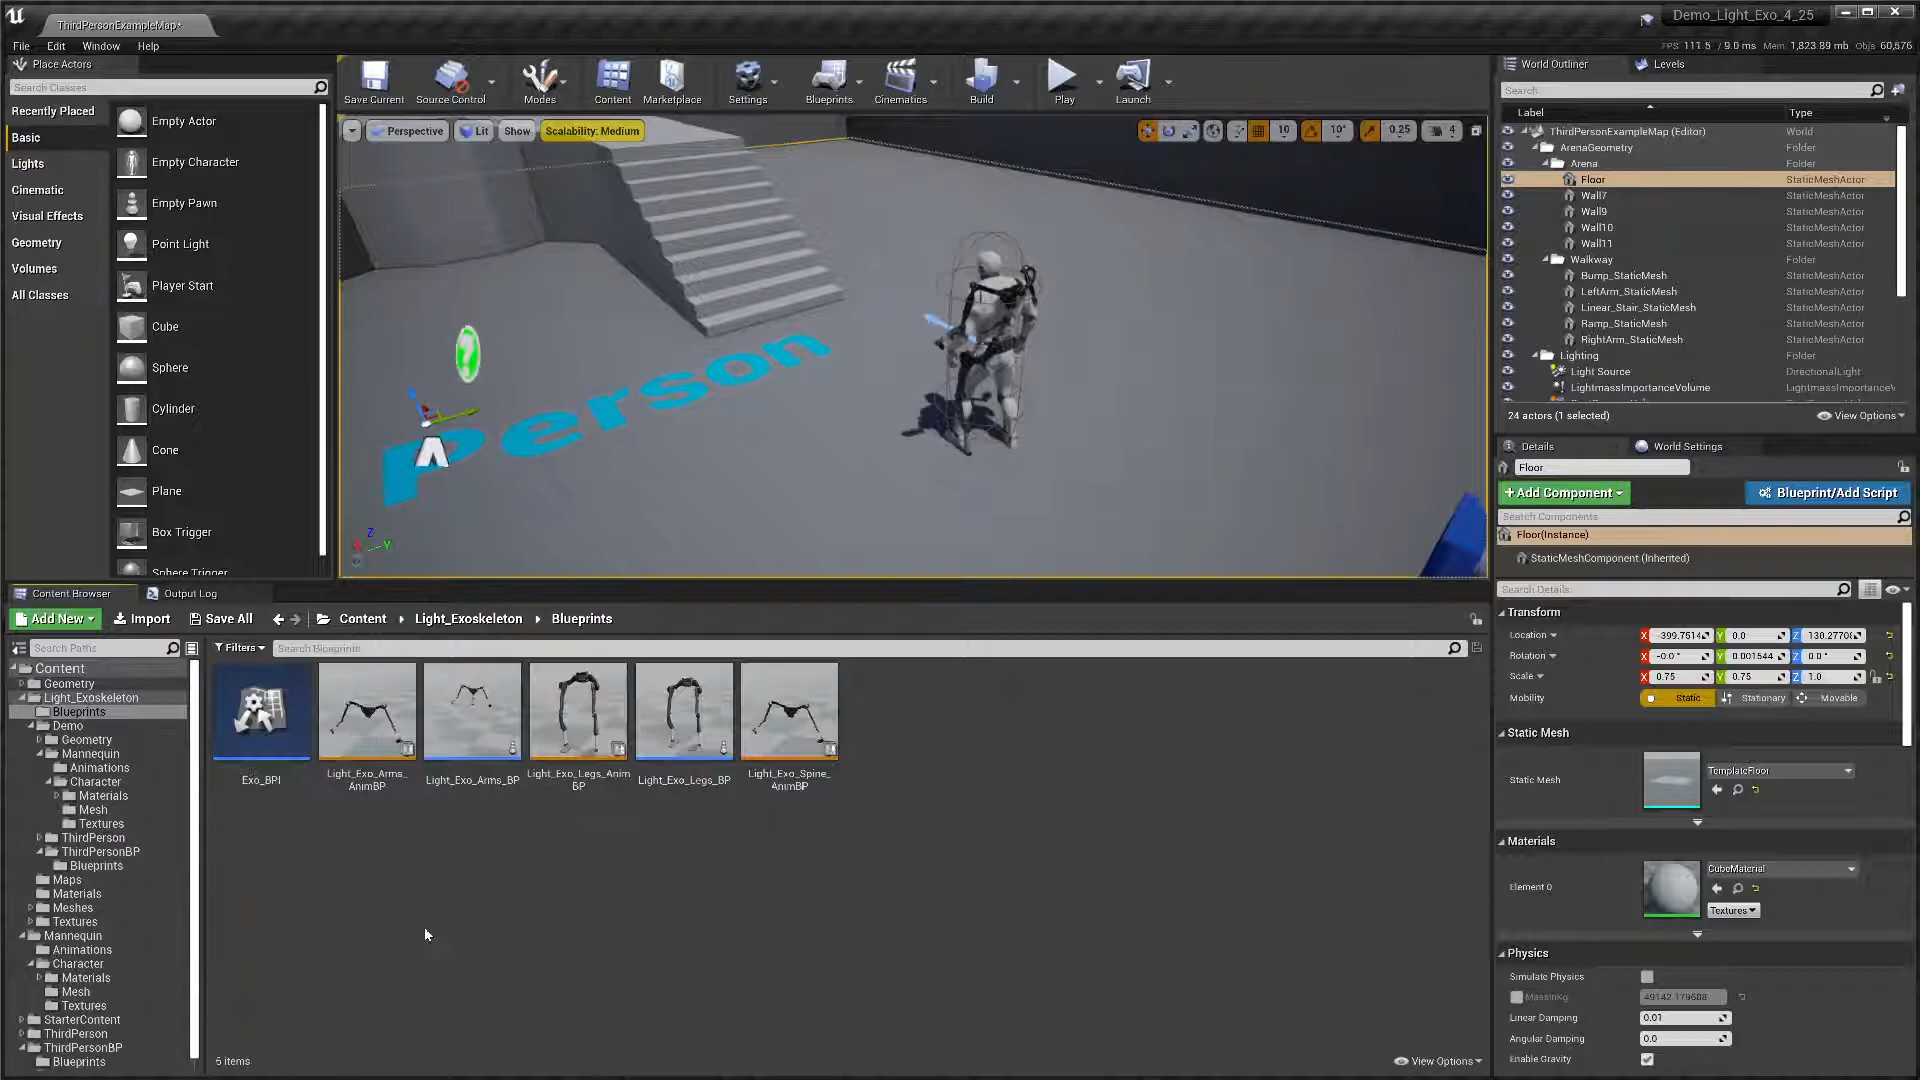 ThirdPersonExampleMap*
Demo_Light_Exo_4_25
File Edit Window Help
FPS: 111.5 / 9.0 ms Mem: 1,823.89 mb Objs: 60,576
Place Actors
Search Classes
Recently Placed
Basic
Lights
Cinematic
Visual Effects
Geometry
Volumes
All Classes
Empty Actor
Empty Character
Empty Pawn
Point Light
Player Start
Cube
Sphere
Cylinder
Cone
Plane
Box Trigger
Sphere Trigger
Save Current
Source Control
Modes
Content
Marketplace
Settings
Blueprints
Cinematics
Build
Play
Launch
Perspective
Lit
Show
Scalability: Medium
10
10°
0.25
4
Person
Z
X
Y
World Outliner
Levels
Search...
Label Type
ThirdPersonExampleMap (Editor) World
ArenaGeometry Folder
Arena Folder
Floor StaticMeshActor
Wall7 StaticMeshActor
Wall9 StaticMeshActor
Wall10 StaticMeshActor
Wall11 StaticMeshActor
Walkway Folder
Bump_StaticMesh StaticMeshActor
LeftArm_StaticMesh StaticMeshActor
Linear_Stair_StaticMesh StaticMeshActor
Ramp_StaticMesh StaticMeshActor
RightArm_StaticMesh StaticMeshActor
Lighting Folder
Light Source DirectionalLight
LightmassImportanceVolume LightmassImportanceV
24 actors (1 selected)
View Options
Details
World Settings
Floor
+Add Component
Blueprint/Add Script
Search Components
Floor(Instance)
StaticMeshComponent (Inherited)
Search Details
Transform
Location X -399.7514 Y 0.0 Z 130.2770
Rotation X -0.0 ° Y 0.001544 Z 0.0 °
Scale X 0.75 Y 0.75 Z 1.0
Mobility Static Stationary Movable
Static Mesh
Static Mesh
TemplateFloor
Materials
Element 0
CubeMaterial
Textures
Physics
Simulate Physics
MassInKg 49142.179688
Linear Damping 0.01
Angular Damping 0.0
Enable Gravity
Content Browser
Output Log
Add New
Import
Save All
Content
Light_Exoskeleton
Blueprints
Search Paths
Filters
Search Blueprints
Content
Geometry
Light_Exoskeleton
Blueprints
Demo
Geometry
Mannequin
Animations
Character
Materials
Mesh
Textures
ThirdPerson
ThirdPersonBP
Blueprints
Maps
Materials
Meshes
Textures
Mannequin
Animations
Character
Materials
Mesh
Textures
StarterContent
ThirdPerson
ThirdPersonBP
Blueprints
Exo_BPI
Light_Exo_Arms_
AnimBP
Light_Exo_Arms_BP
Light_Exo_Legs_Anim
BP
Light_Exo_Legs_BP
Light_Exo_Spine_
AnimBP
6 items
View Options